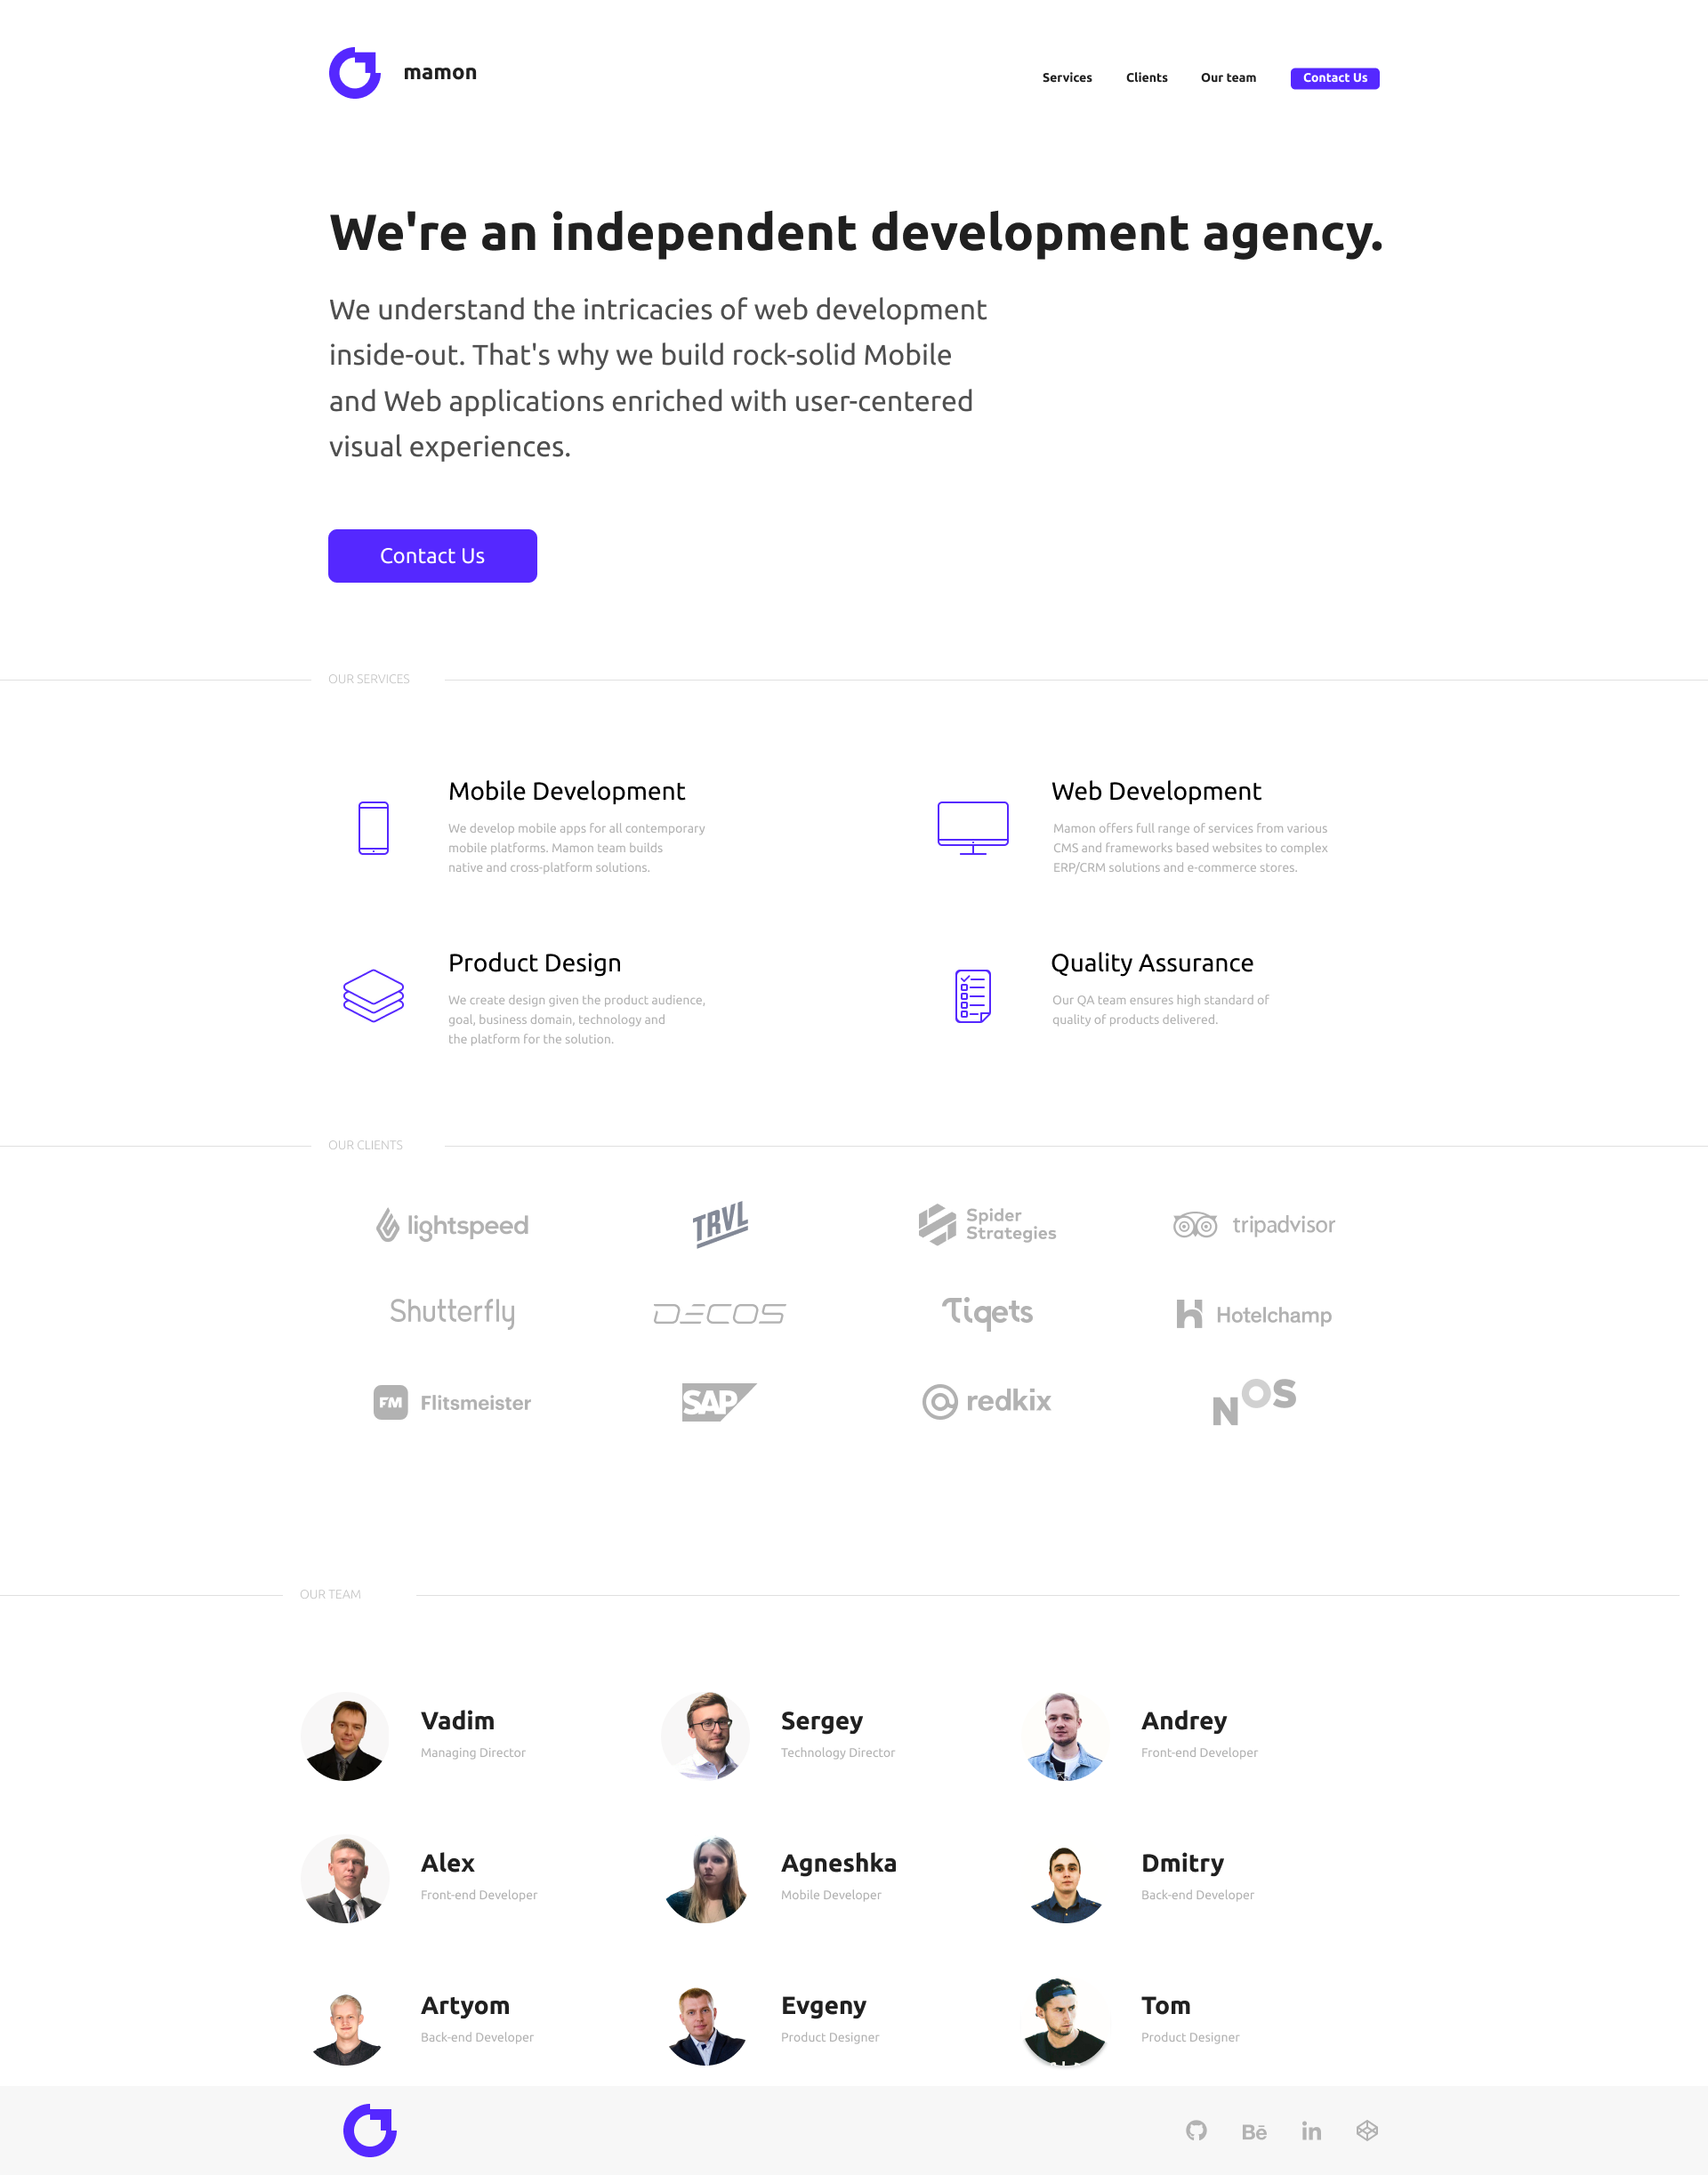 mamon
Services
Clients
Our team
Contact Us
We're an independent development agency.
We understand the intricacies of web development
inside-out. That's why we build rock-solid Mobile
and Web applications enriched with user-centered
visual experiences.
Contact Us
OUR SERVICES
Mobile Development
We develop mobile apps for all contemporary
mobile platforms. Mamon team builds
native and cross-platform solutions.
Web Development
Mamon offers full range of services from various
CMS and frameworks based websites to complex
ERP/CRM solutions and e-commerce stores.
Product Design
We create design given the product audience,
goal, business domain, technology and
the platform for the solution.
Quality Assurance
Our QA team ensures high standard of
quality of products delivered.
OUR CLIENTS
lightspeed
TRVL
Spider
Strategies
tripadvisor
Shutterfly
DECOS
Tiqets
Hotelchamp
FM Flitsmeister
SAP
redkix
NOS
OUR TEAM
Vadim
Managing Director
Sergey
Technology Director
Andrey
Front-end Developer
Alex
Front-end Developer
Agneshka
Mobile Developer
Dmitry
Back-end Developer
Artyom
Back-end Developer
Evgeny
Product Designer
Tom
Product Designer
Bē
in